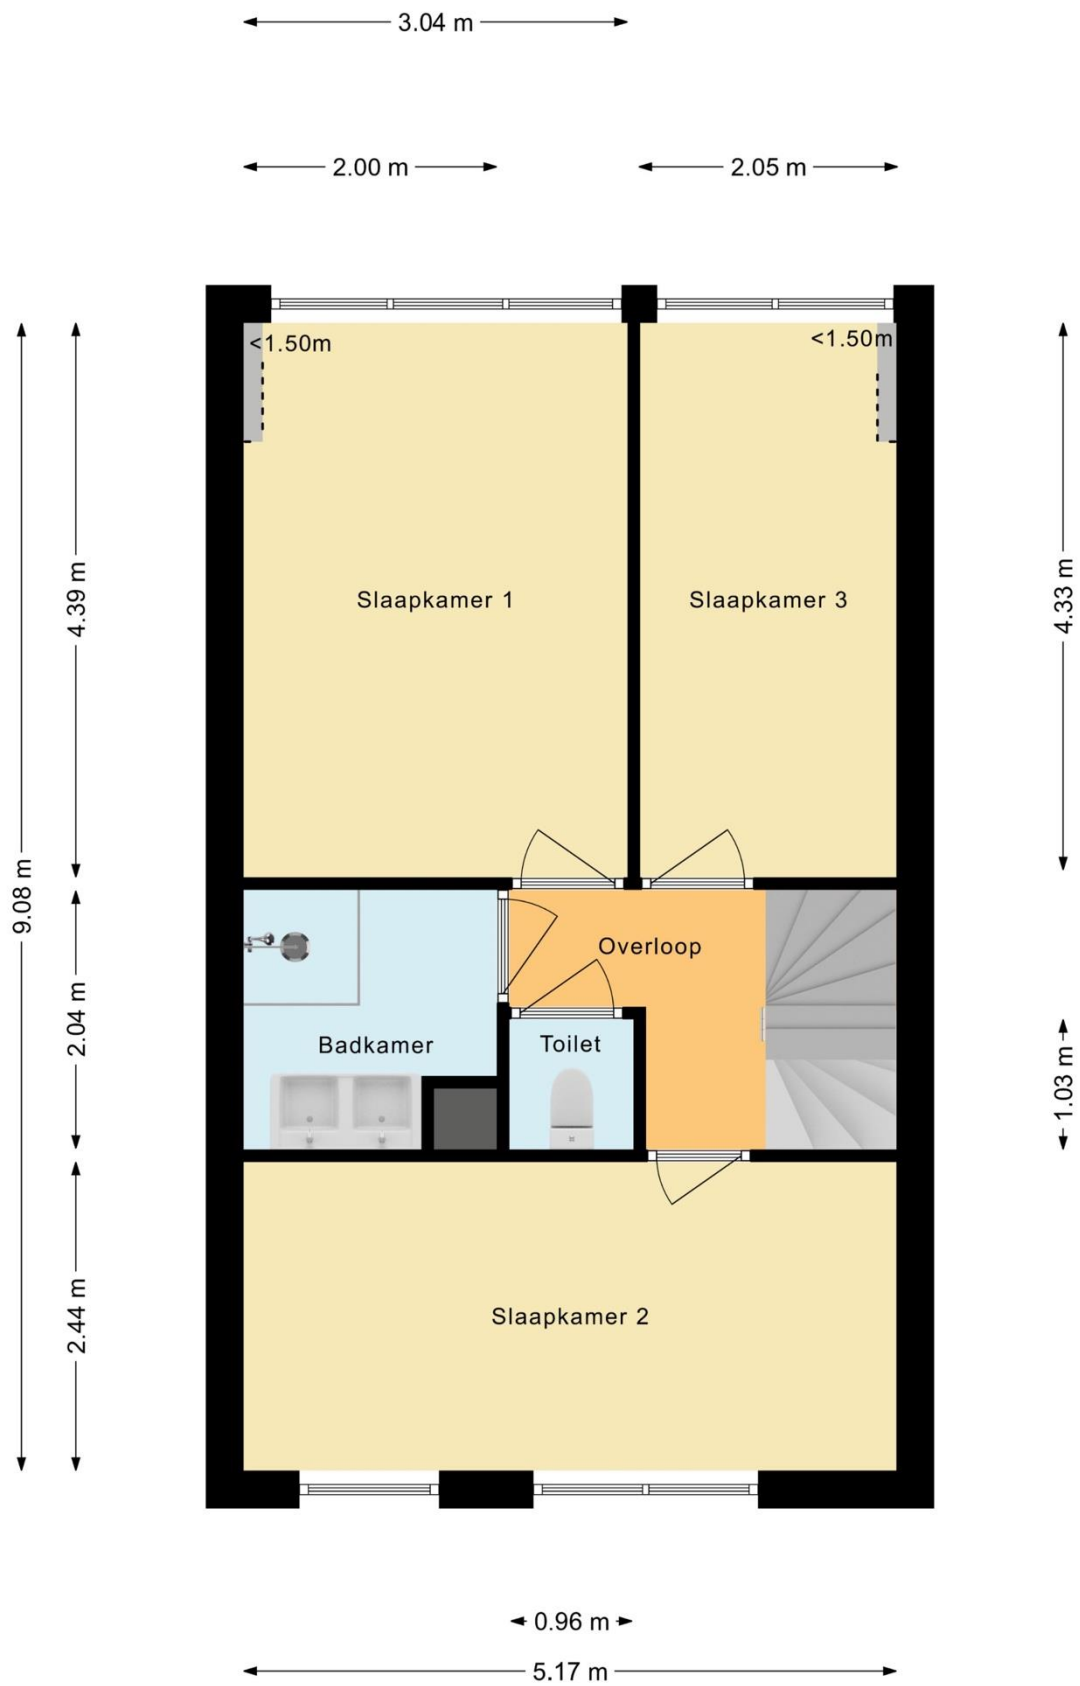 3.04 m
2.00 m
2.05 m
<1.50m
<1.50m
4.39 m
4.33 m
Slaapkamer 1
Slaapkamer 3
9.08 m
Overloop
2.04 m
Badkamer
Toilet
1.03 m
2.44 m
Slaapkamer 2
0.96 m
5.17 m